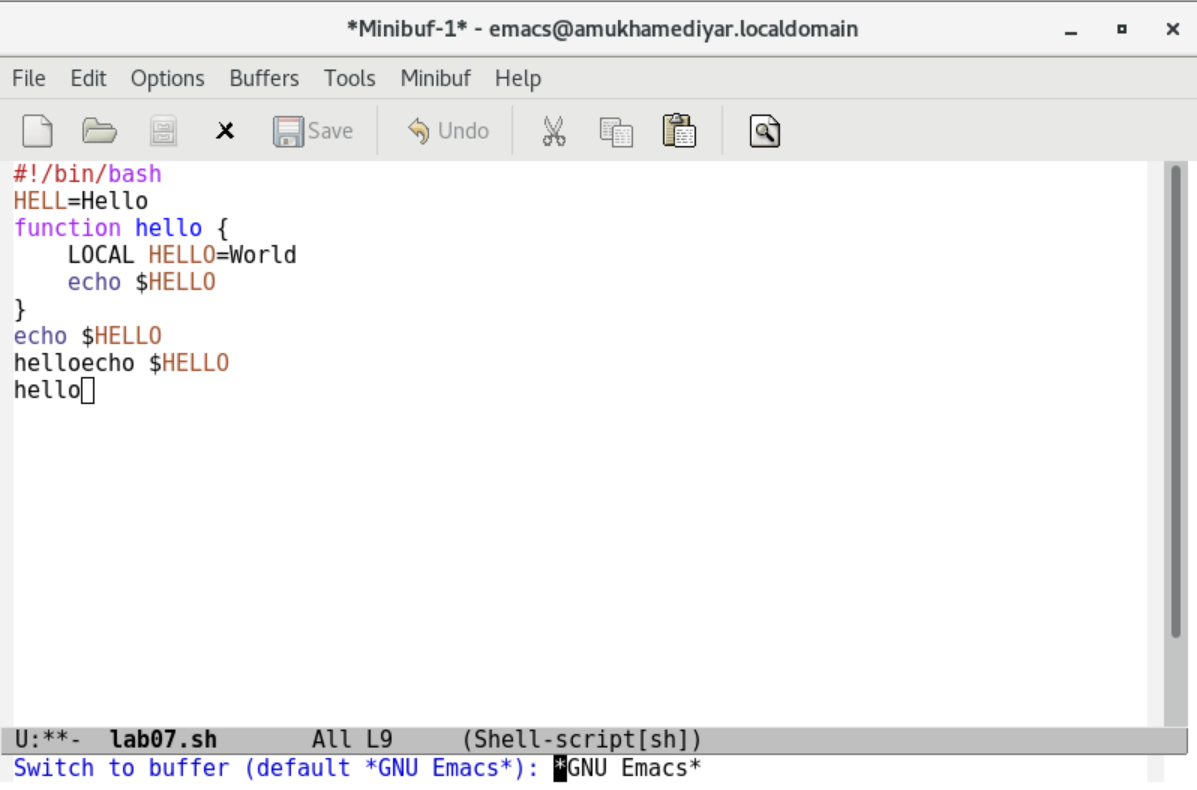 *Minibuf-1* - emacs@amukhamediyar.localdomain
File Edit Options Buffers Tools Minibuf Help
Save Undo
#!/bin/bash
HELL=Hello
function hello {
    LOCAL HELLO=World
    echo $HELLO
}
echo $HELLO
helloecho $HELLO
hello
U:**-  lab07.sh       All L9     (Shell-script[sh])
Switch to buffer (default *GNU Emacs*): *GNU Emacs*